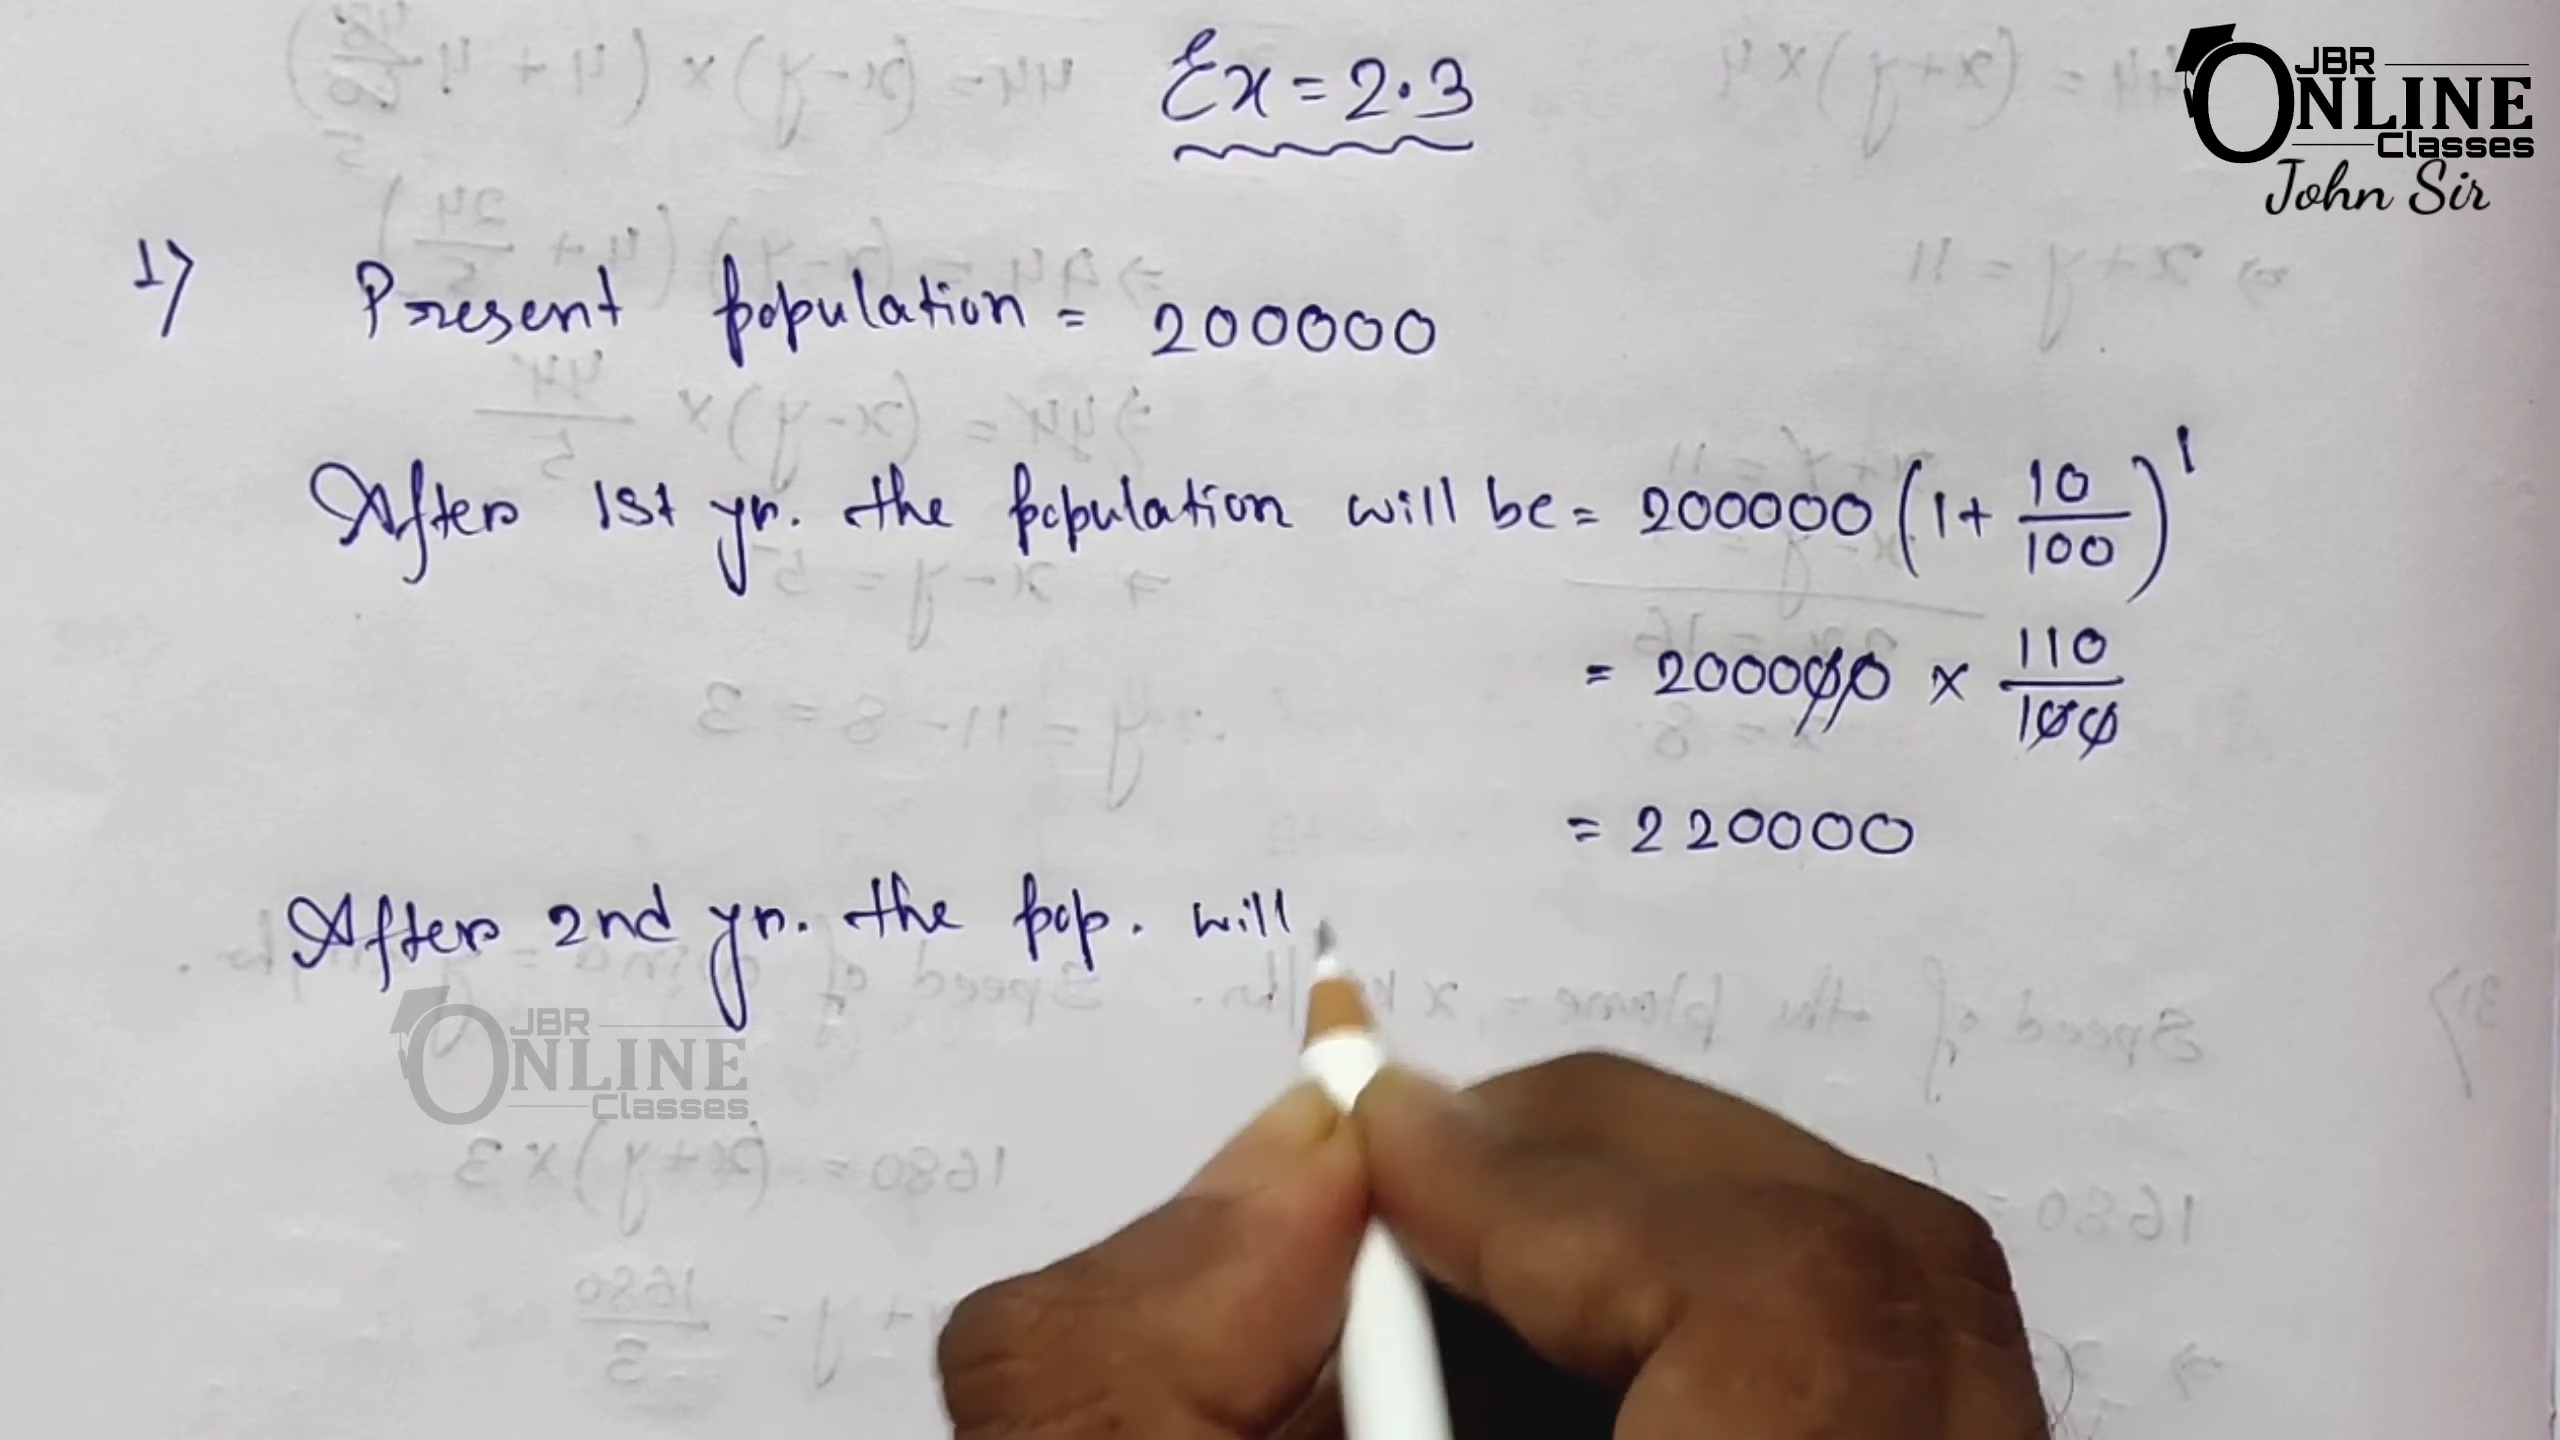 Ex = 2.3
JBR
ONLINE
Classes
John Sir
1) Present population = 200000
After 1st yr. the population will be = 200000 (1 + 10/100)^1
= 200000 × 110/100
= 220000
After 2nd yr. the pop. will
JBR
ONLINE
Classes